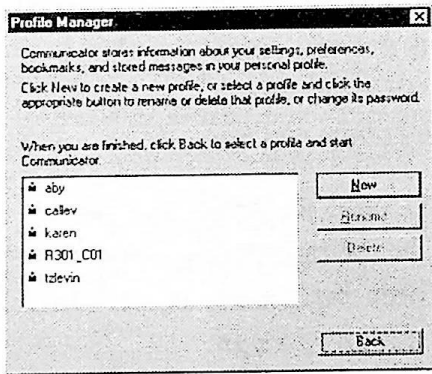 Profile Manager
Communicator stores information about your settings, preferences,
bookmarks, and stored messages in your personal profile.
Click New to create a new profile, or select a profile and click the
appropriate button to rename or delete that profile, or change its password.
When you are finished, click Back to select a profile and start
Communicator.
aby
callev
karen
R301_C01
tzlevin
New
Rename
Delete
Back